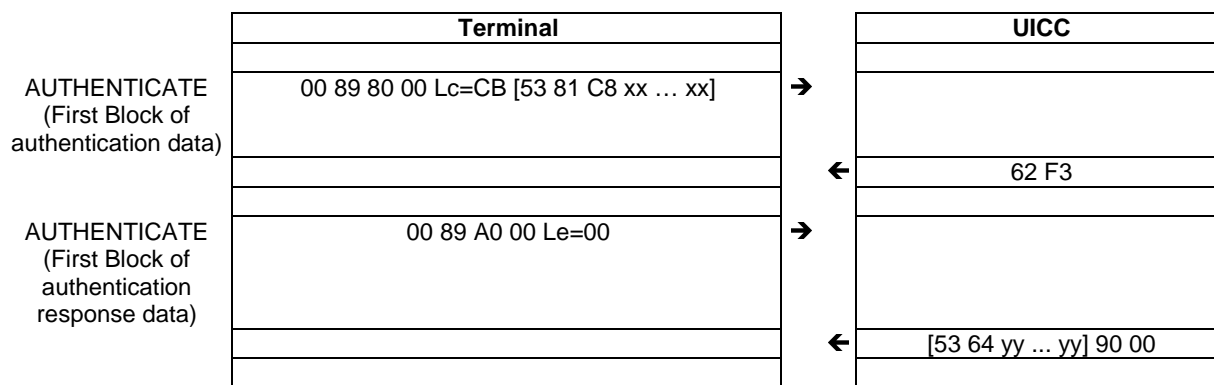 Terminal UICC
AUTHENTICATE 00 89 80 00 Lc=CB [53 81 C8 xx … xx] ➔
(First Block of
authentication data)
🡸 62 F3
AUTHENTICATE 00 89 A0 00 Le=00 ➔
(First Block of
authentication
response data)
🡸 [53 64 yy ... yy] 90 00